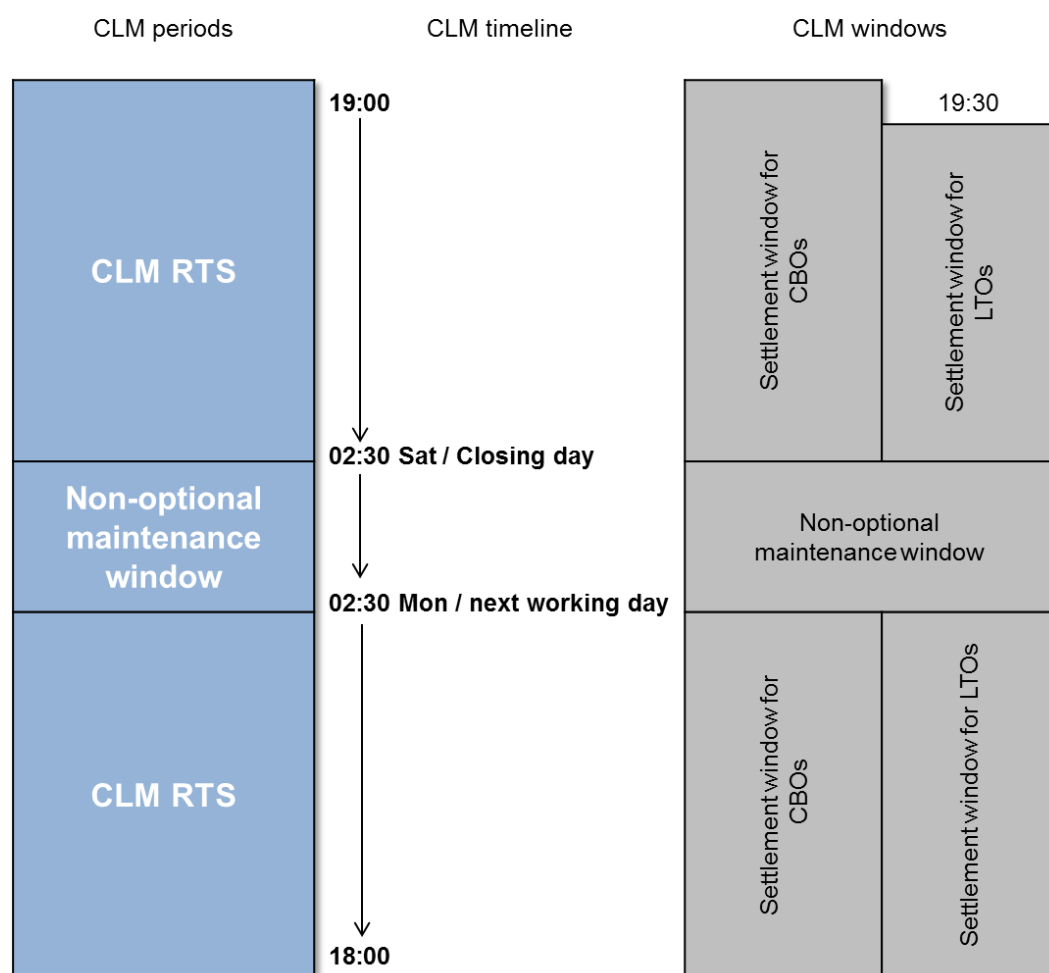 CLM periods
CLM timeline
CLM windows
19:00
19:30
CLM RTS
Settlement window for
CBOs
Settlement window for
LTOs
02:30 Sat / Closing day
Non-optional
maintenance
window
Non-optional
maintenance window
02:30 Mon / next working day
CLM RTS
Settlement window for
CBOs
Settlement window for LTOs
18:00